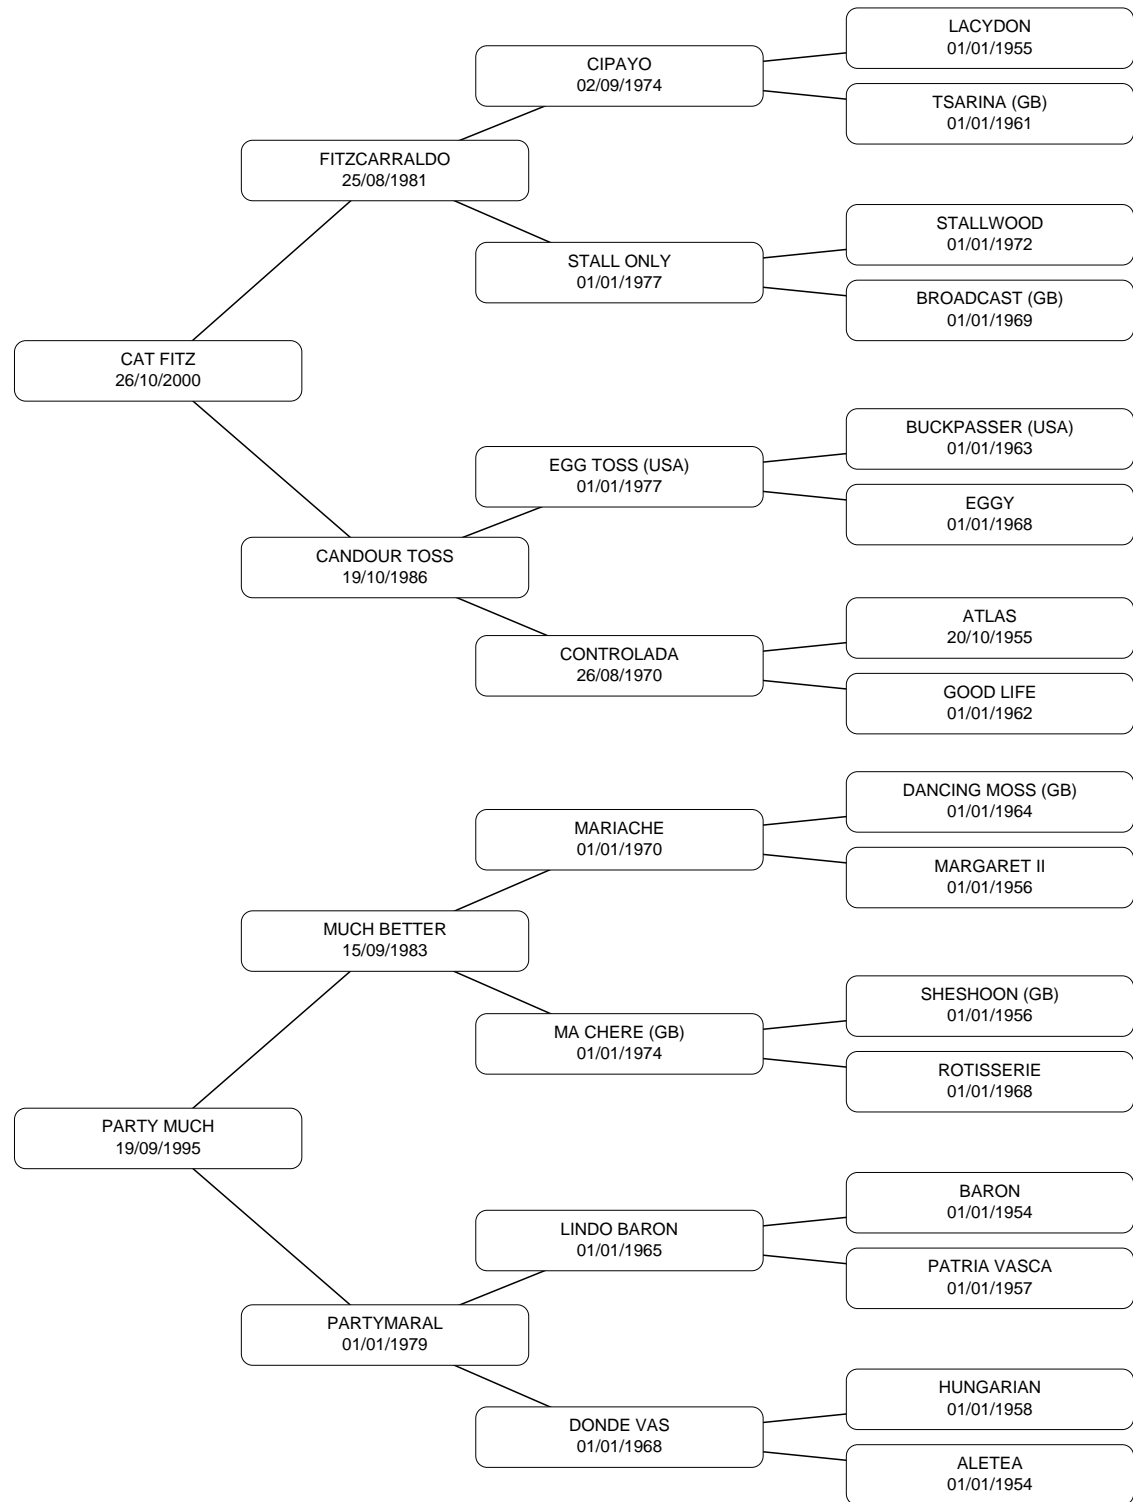 LACYDON
01/01/1955
CIPAYO
02/09/1974
TSARINA (GB)
01/01/1961
FITZCARRALDO
25/08/1981
STALLWOOD
01/01/1972
STALL ONLY
01/01/1977
BROADCAST (GB)
01/01/1969
CAT FITZ
26/10/2000
BUCKPASSER (USA)
01/01/1963
EGG TOSS (USA)
01/01/1977
EGGY
01/01/1968
CANDOUR TOSS
19/10/1986
ATLAS
20/10/1955
CONTROLADA
26/08/1970
GOOD LIFE
01/01/1962
DANCING MOSS (GB)
01/01/1964
MARIACHE
01/01/1970
MARGARET II
01/01/1956
MUCH BETTER
15/09/1983
SHESHOON (GB)
01/01/1956
MA CHERE (GB)
01/01/1974
ROTISSERIE
01/01/1968
PARTY MUCH
19/09/1995
BARON
01/01/1954
LINDO BARON
01/01/1965
PATRIA VASCA
01/01/1957
PARTYMARAL
01/01/1979
HUNGARIAN
01/01/1958
DONDE VAS
01/01/1968
ALETEA
01/01/1954